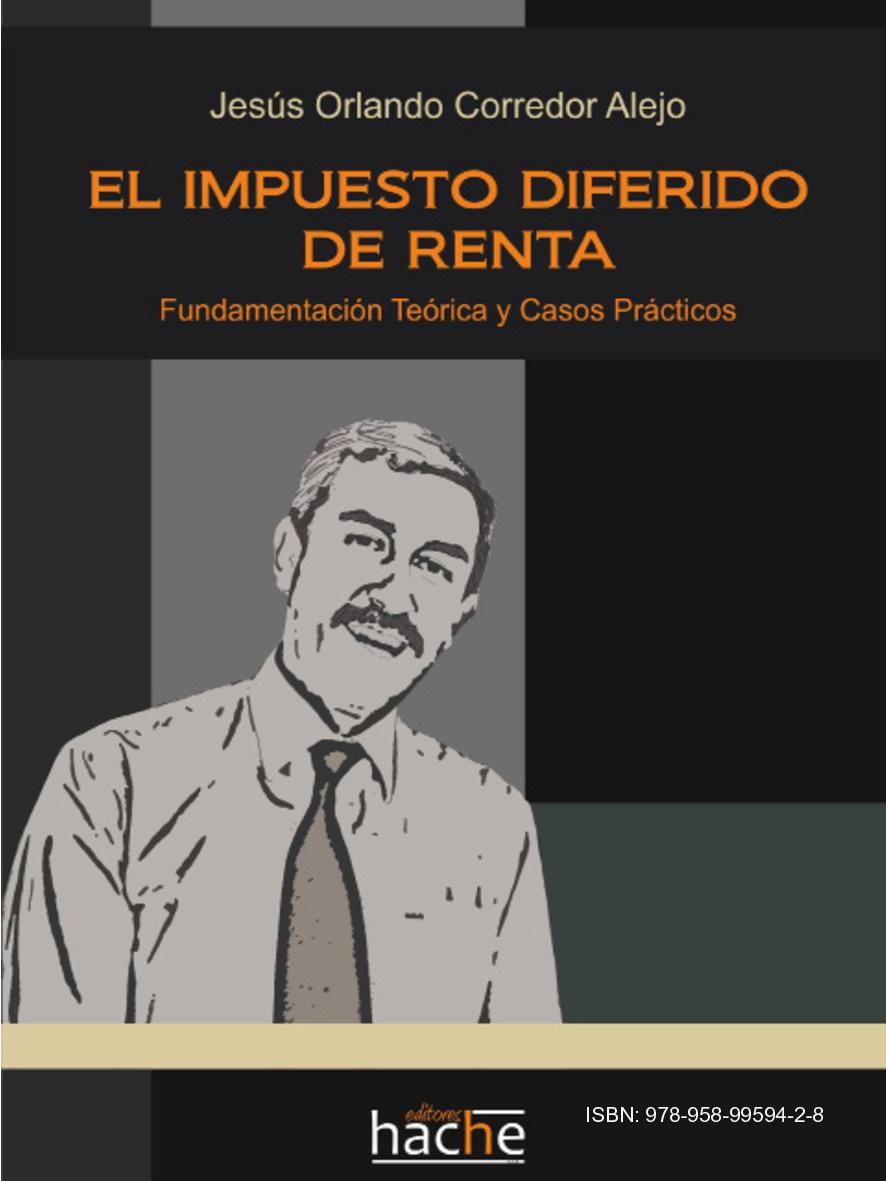 Jesús Orlando Corredor Alejo
EL IMPUESTO DIFERIDO
DE RENTA
Fundamentación Teórica y Casos Prácticos
editores
hache
ISBN: 978-958-99594-2-8